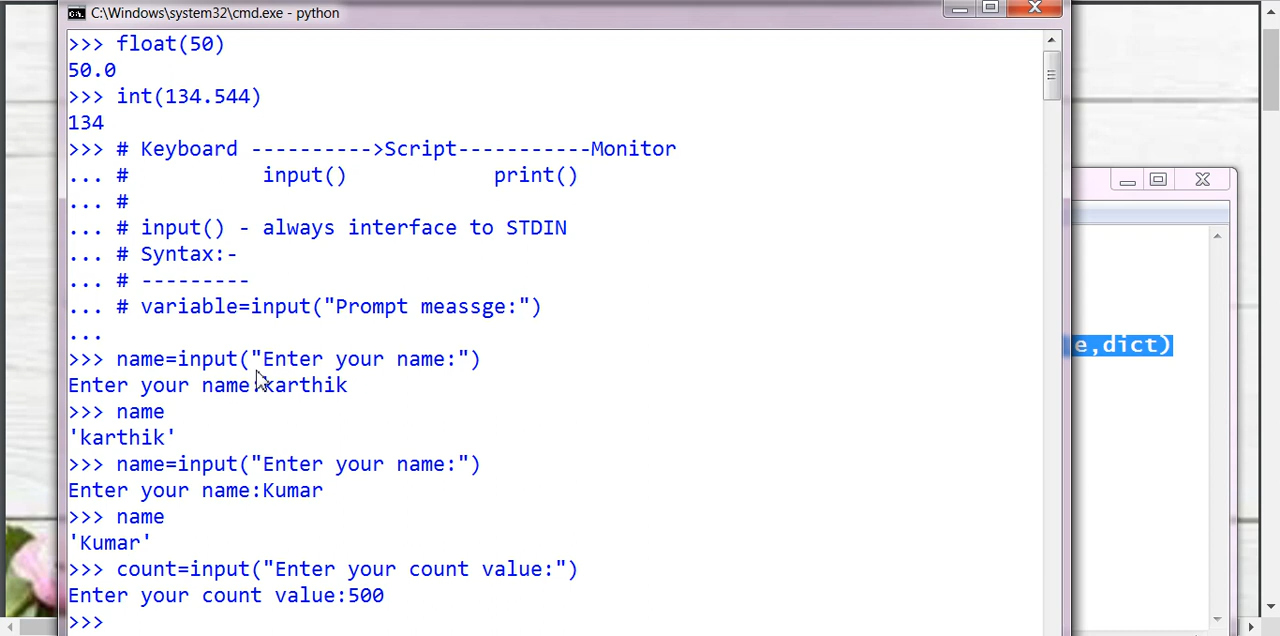 C:\Windows\system32\cmd.exe - python
>>> float(50)
50.0
>>> int(134.544)
134
>>> # Keyboard ---------->Script-----------Monitor
... #           input()            print()
... #
... # input() - always interface to STDIN
... # Syntax:-
... # ---------
... # variable=input("Prompt meassge:")
...
>>> name=input("Enter your name:")
Enter your name:karthik
>>> name
'karthik'
>>> name=input("Enter your name:")
Enter your name:Kumar
>>> name
'Kumar'
>>> count=input("Enter your count value:")
Enter your count value:500
>>>
e,dict)